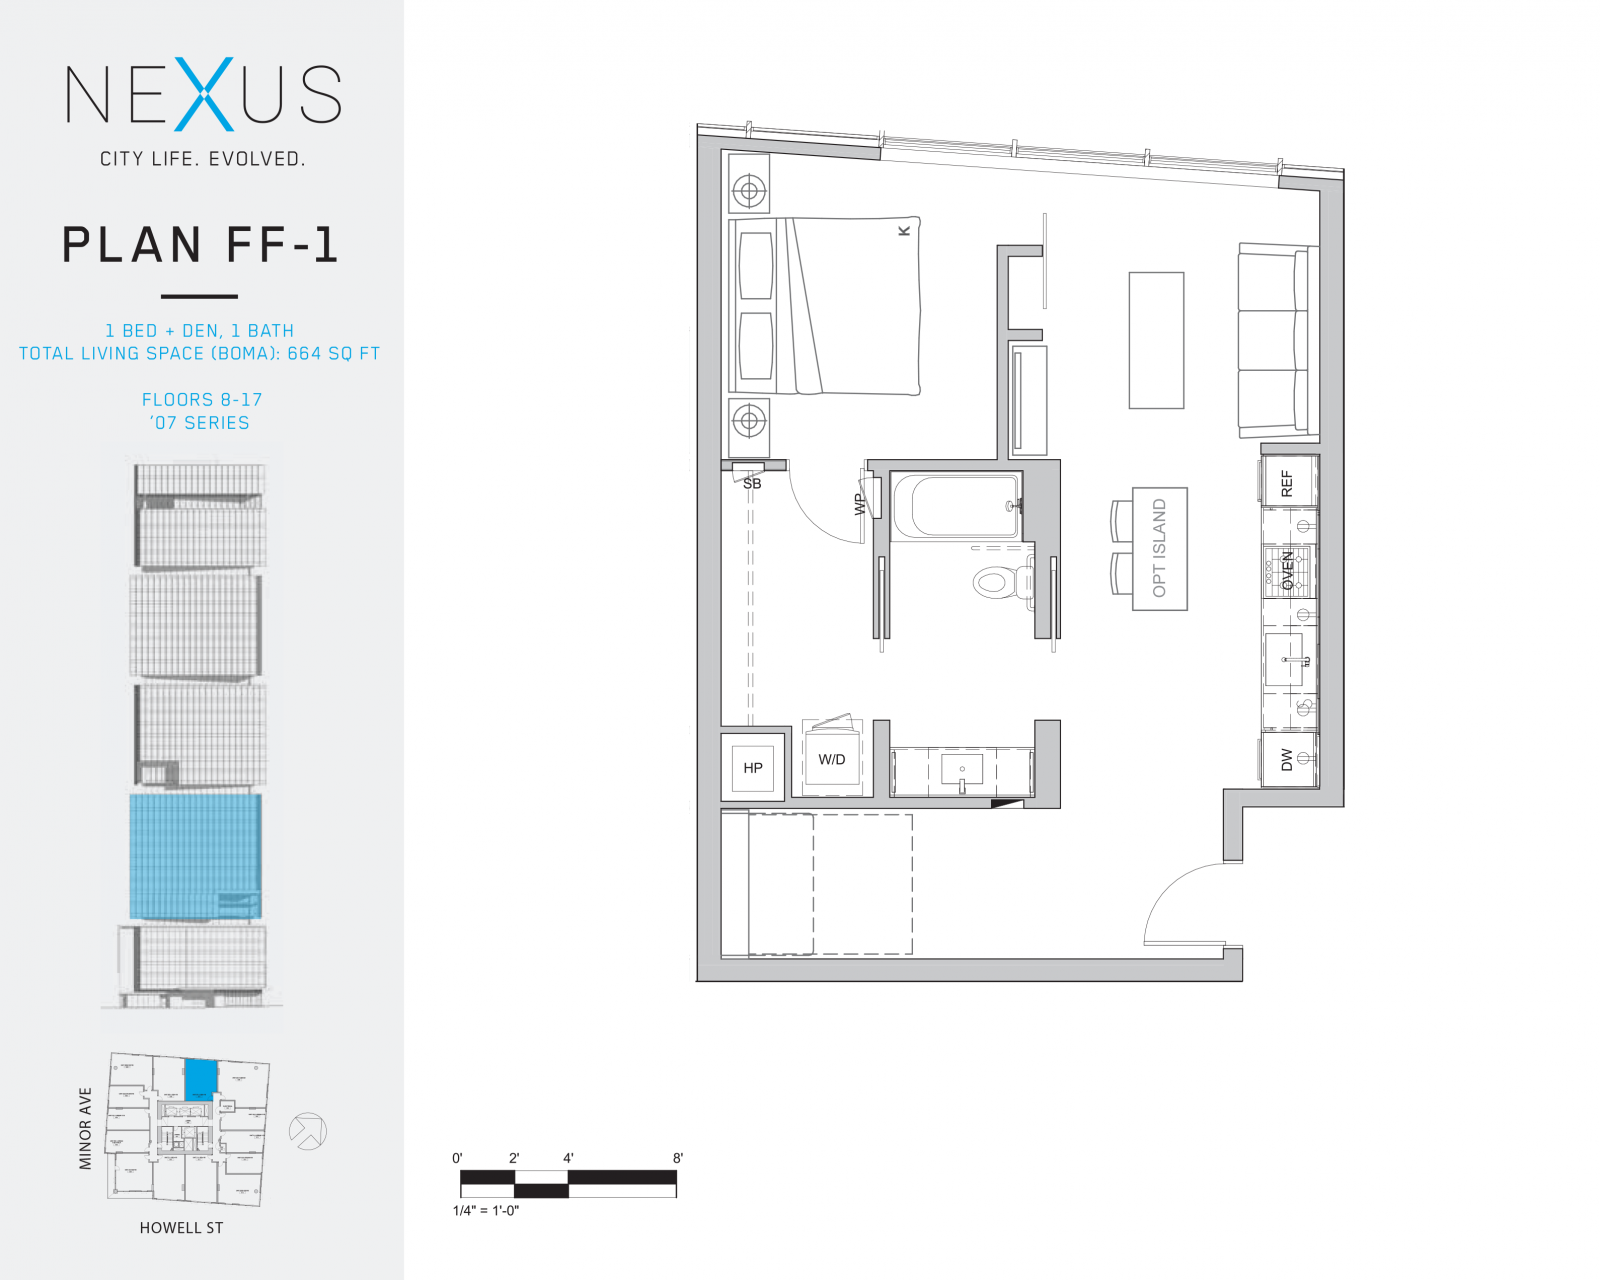 NEXUS
CITY LIFE. EVOLVED.
PLAN FF-1
1 BED + DEN, 1 BATH
TOTAL LIVING SPACE (BOMA): 664 SQ FT
FLOORS 8-17
'07 SERIES
MINOR AVE
HOWELL ST
K
SB
WP
REF
OPT ISLAND
OVEN
HP
W/D
DW
0' 2' 4' 8'
1/4" = 1'-0"